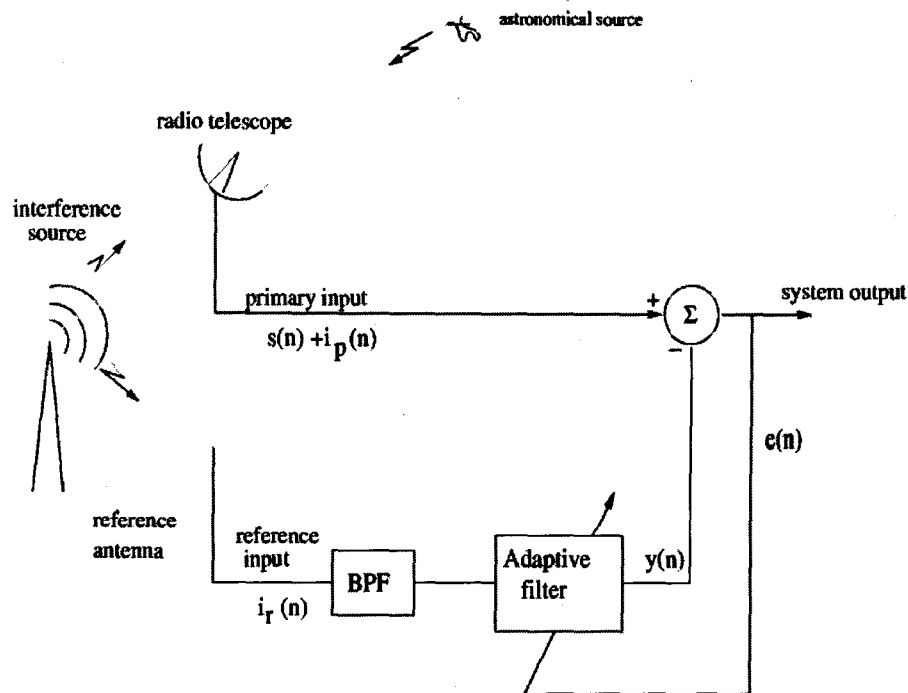 astronomical source
radio telescope
interference
source
primary input
s(n) +i_p(n)
+
Σ
−
system output
e(n)
reference
antenna
reference
input
i_r(n)
BPF
Adaptive
filter
y(n)